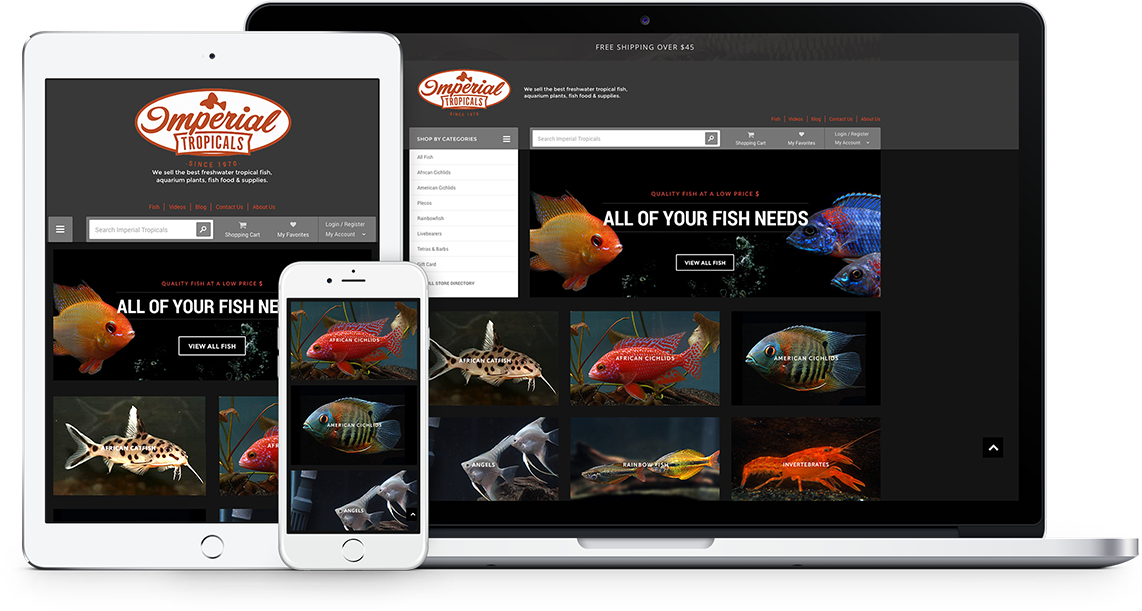 Imperial
TROPICALS
SINCE 1970
We sell the best freshwater tropical fish,
aquarium plants, fish food & supplies.
Fish | Videos | Blog | Contact Us | About Us
Search Imperial Tropicals
Shopping Cart
My Favorites
Login / Register
My Account
QUALITY FISH AT A LOW PRICE $
ALL OF YOUR FISH NE
VIEW ALL FISH
AFRICAN CATFISH
AFR
AFRICAN CICHLIDS
AMERICAN CICHLIDS
ANGELS
FREE SHIPPING OVER $45
Imperial
TROPICALS
SINCE 1970
We sell the best freshwater tropical fish,
aquarium plants, fish food & supplies.
Fish | Videos | Blog | Contact Us | About Us
SHOP BY CATEGORIES
Search Imperial Tropicals
Shopping Cart
My Favorites
Login / Register
My Account
All Fish
African Cichlids
American Cichlids
Plecos
Rainbowfish
Livebearers
Tetras & Barbs
Gift Card
LL STORE DIRECTORY
QUALITY FISH AT A LOW PRICE $
ALL OF YOUR FISH NEEDS
VIEW ALL FISH
AFRICAN CATFISH
AFRICAN CICHLIDS
AMERICAN CICHLIDS
ANGELS
RAINBOW FISH
INVERTEBRATES